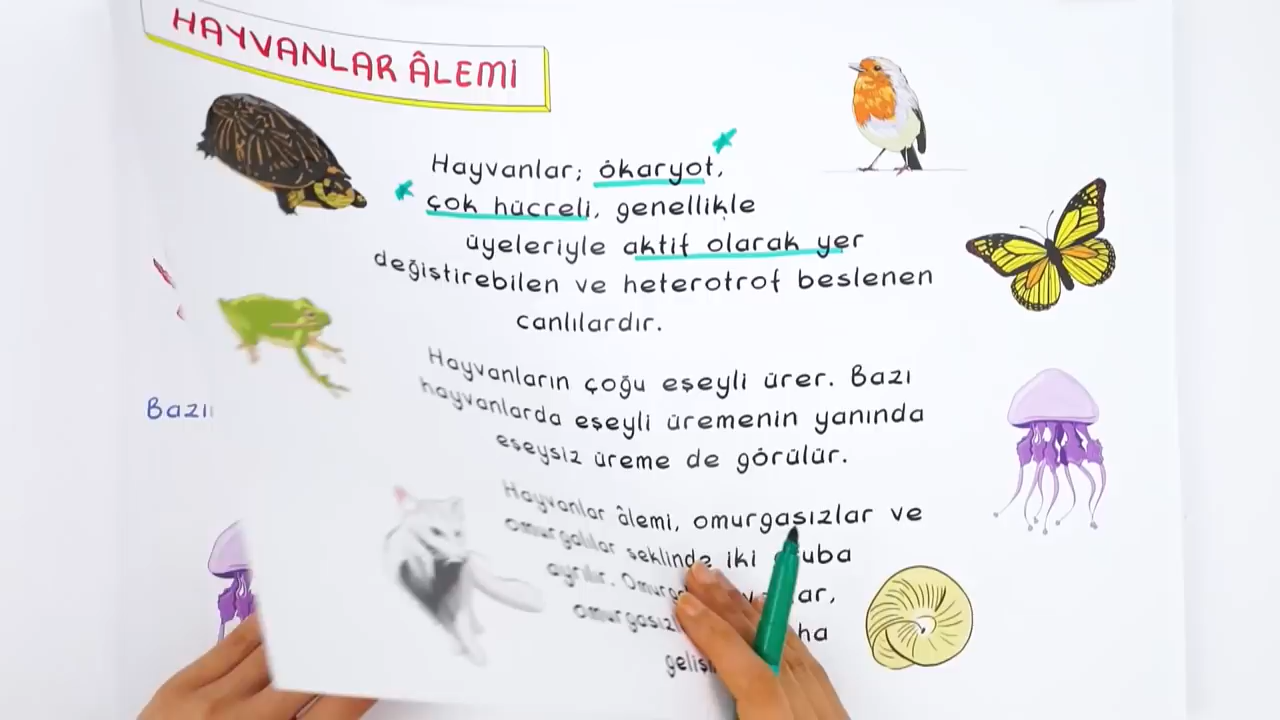 HAYVANLAR ÂLEMİ
Hayvanlar; ökaryot,
çok hücreli, genellikle
üyeleriyle aktif olarak yer
değiştirebilen ve heterotrof beslenen
canlılardır.
Hayvanların çoğu eşeyli ürer. Bazı
hayvanlarda eşeyli üremenin yanında
eşeysiz üreme de görülür.
Hayvanlar âlemi, omurgasızlar ve
omurgalılar şeklinde iki
ayrılır.
Bazı